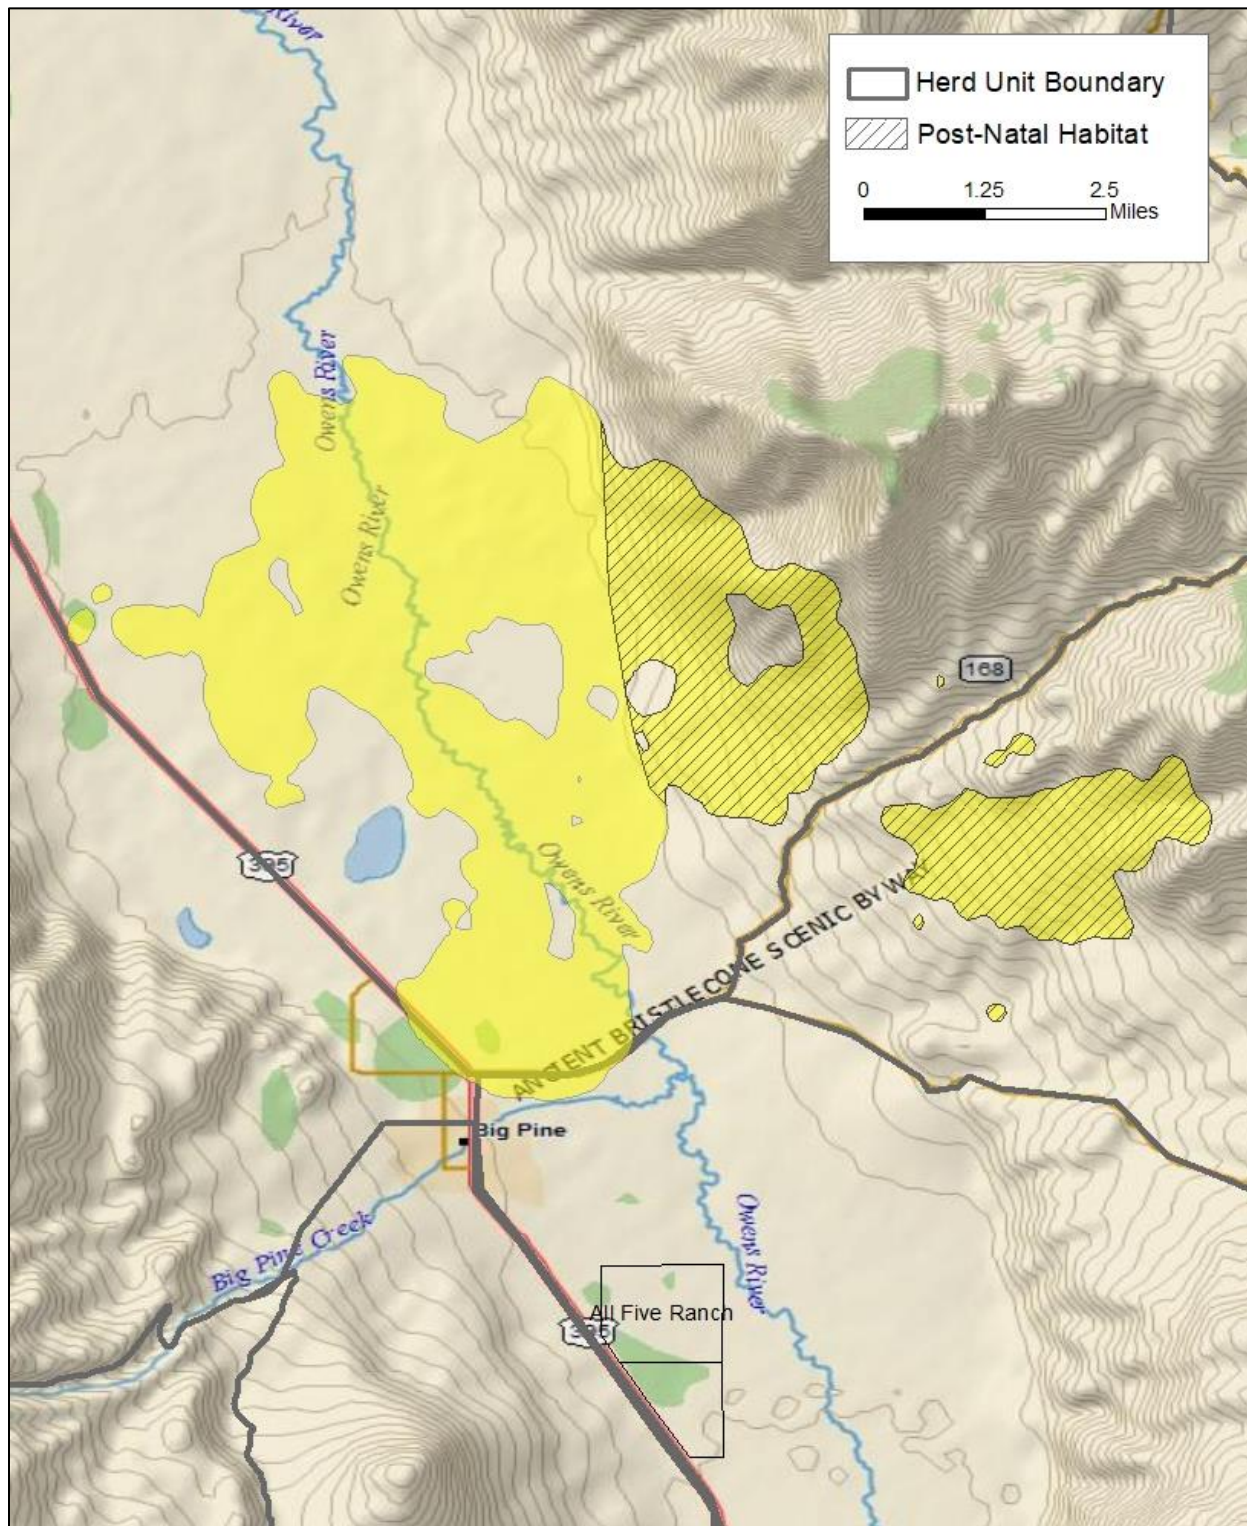 River
Herd Unit Boundary
Post-Natal Habitat
0 1.25 2.5
Miles
Owens River
Owens River
168
395
Owens River
ANCIENT BRISTLECONE SCENIC BYWAY
Big Pine
Big Pine Creek
Owens River
All Five Ranch
395